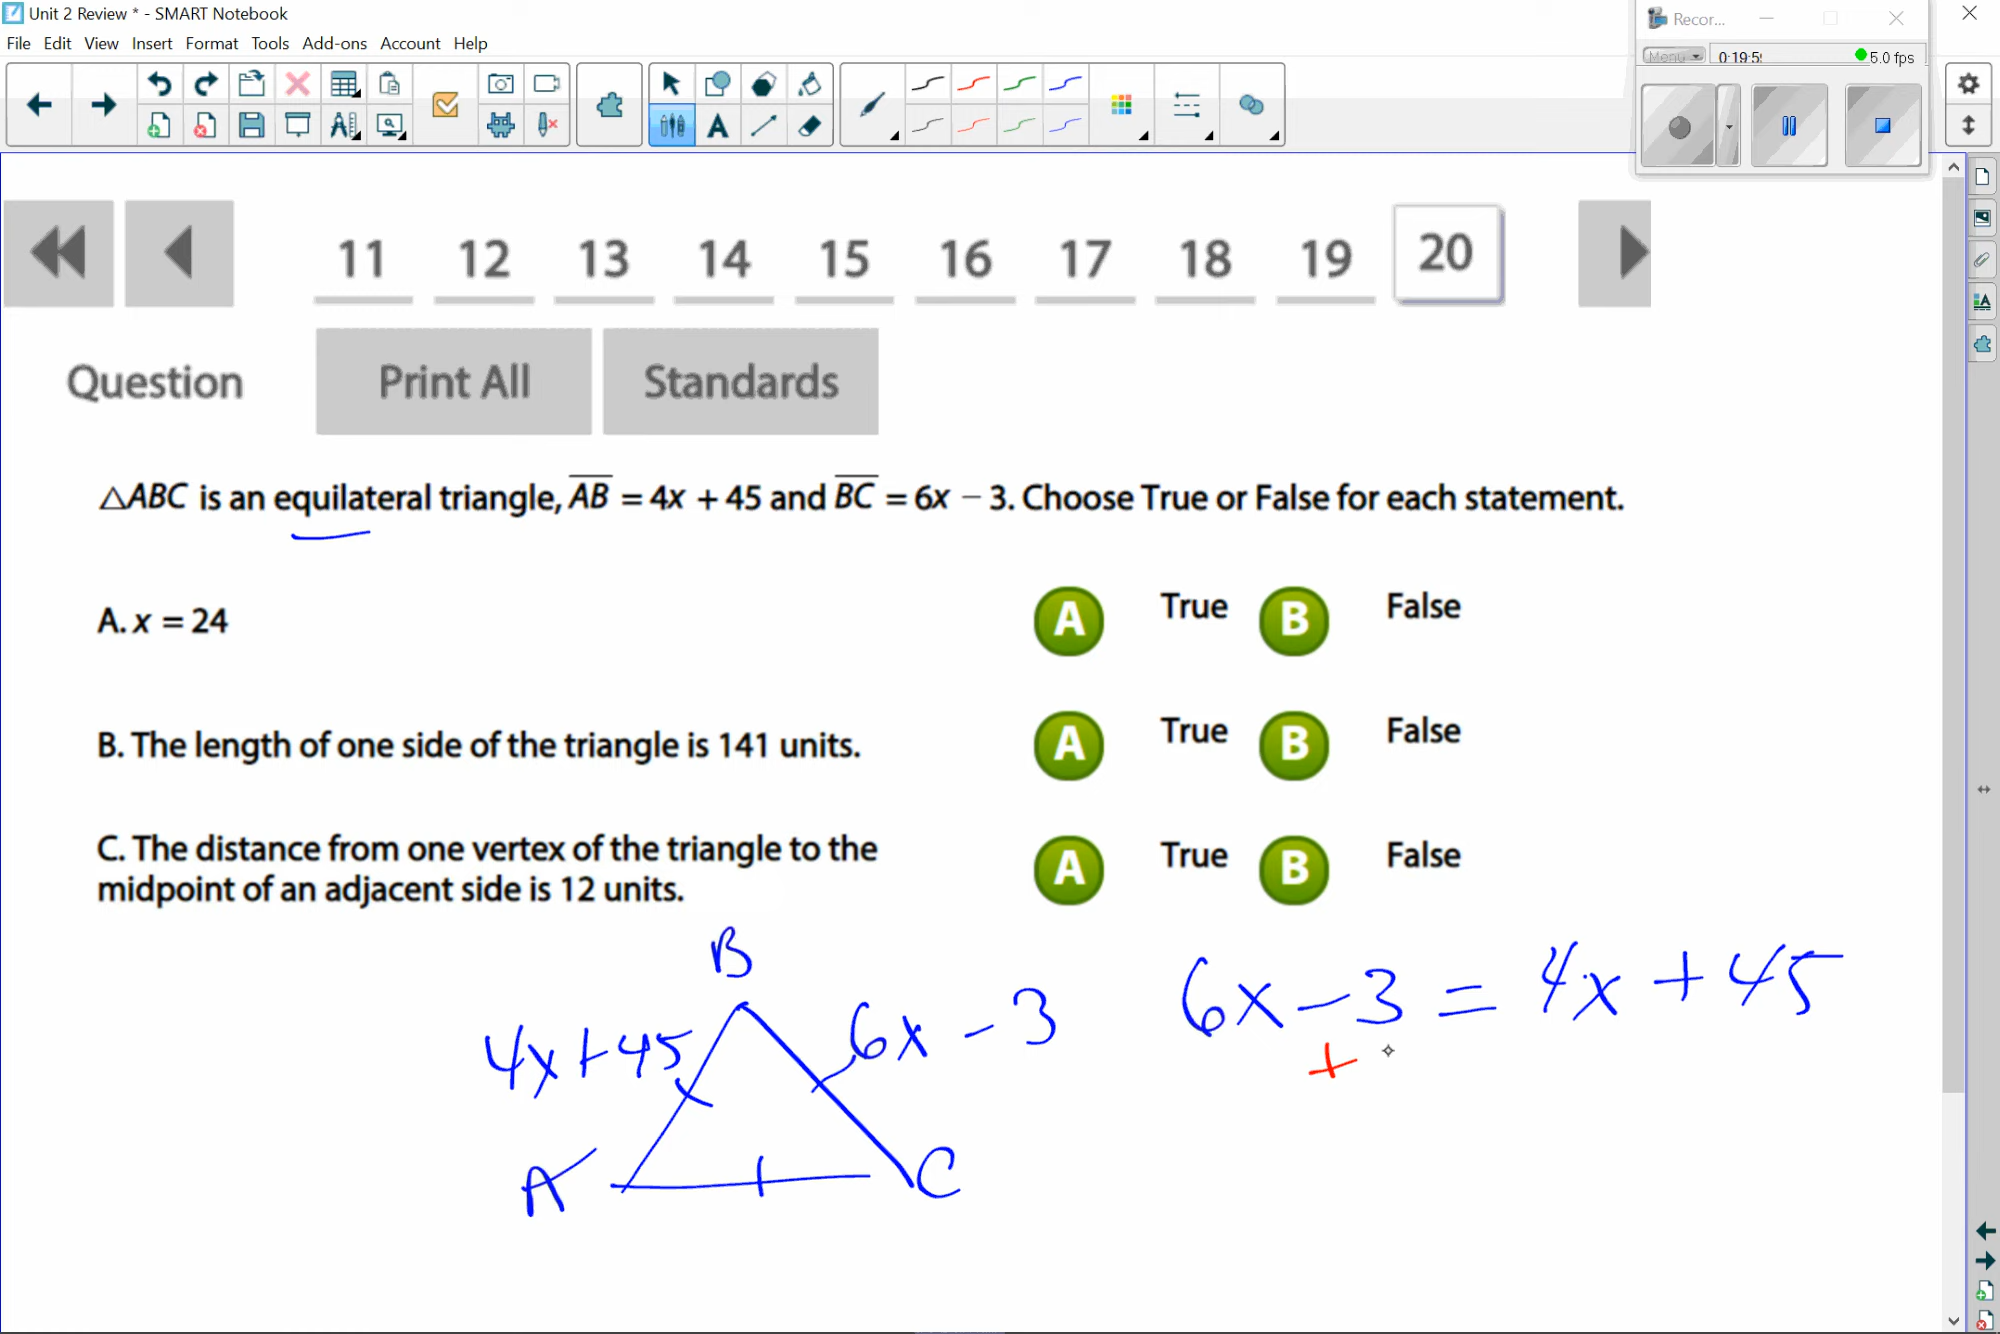 Unit 2 Review * - SMART Notebook
Recor...
File Edit View Insert Format Tools Add-ons Account Help
Menu 0:19:5 5.0 fps
11 12 13 14 15 16 17 18 19 20
Question Print All Standards
△ABC is an equilateral triangle, AB = 4x + 45 and BC = 6x − 3. Choose True or False for each statement.
A. x = 24
A True B False
B. The length of one side of the triangle is 141 units.
A True B False
C. The distance from one vertex of the triangle to the
midpoint of an adjacent side is 12 units.
A True B False
B
4x+45
6x − 3
A
C
6x − 3 = 4x + 45
+